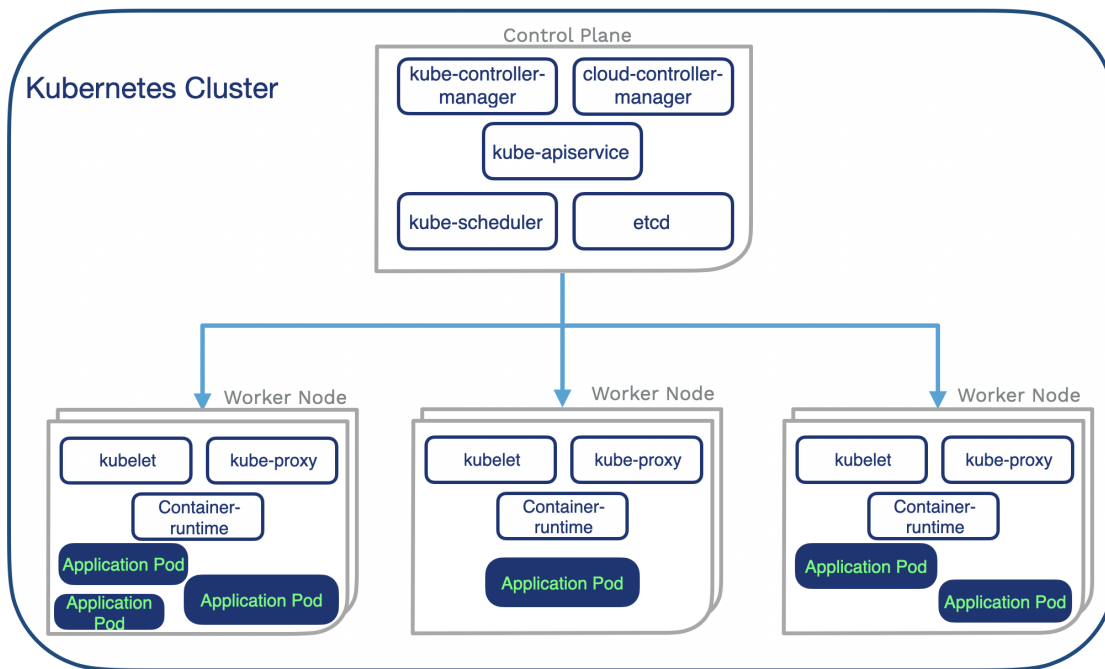 Control Plane
Kubernetes Cluster
kube-controller-
manager
cloud-controller-
manager
kube-apiservice
kube-scheduler
etcd
Worker Node
kubelet
kube-proxy
Container-
runtime
Application Pod
Application
Pod
Application Pod
Worker Node
kubelet
kube-proxy
Container-
runtime
Application Pod
Worker Node
kubelet
kube-proxy
Container-
runtime
Application Pod
Application Pod